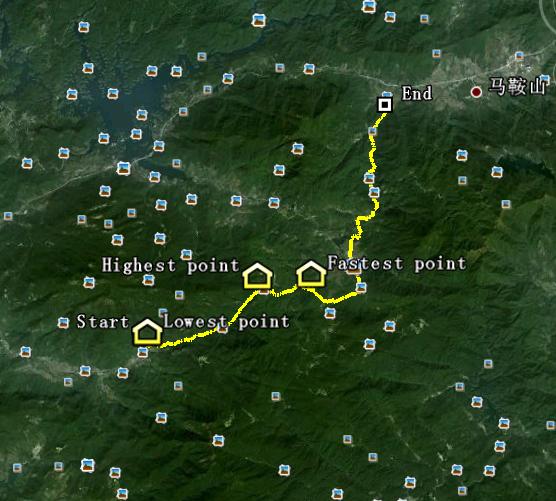 End
马鞍山
Highest point
Fastest point
Start
Lowest point